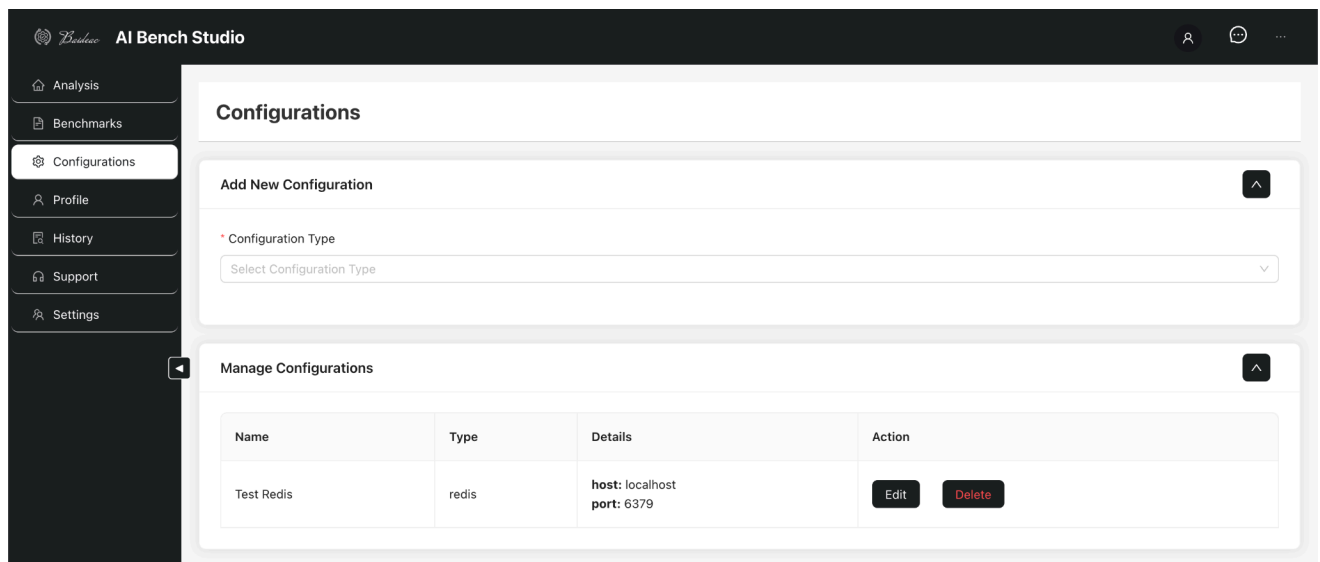 Baideac AI Bench Studio
Analysis
Benchmarks
Configurations
Profile
History
Support
Settings
Configurations
Add New Configuration
* Configuration Type
Select Configuration Type
Manage Configurations
Name Type Details Action
Test Redis redis host: localhost port: 6379 Edit Delete